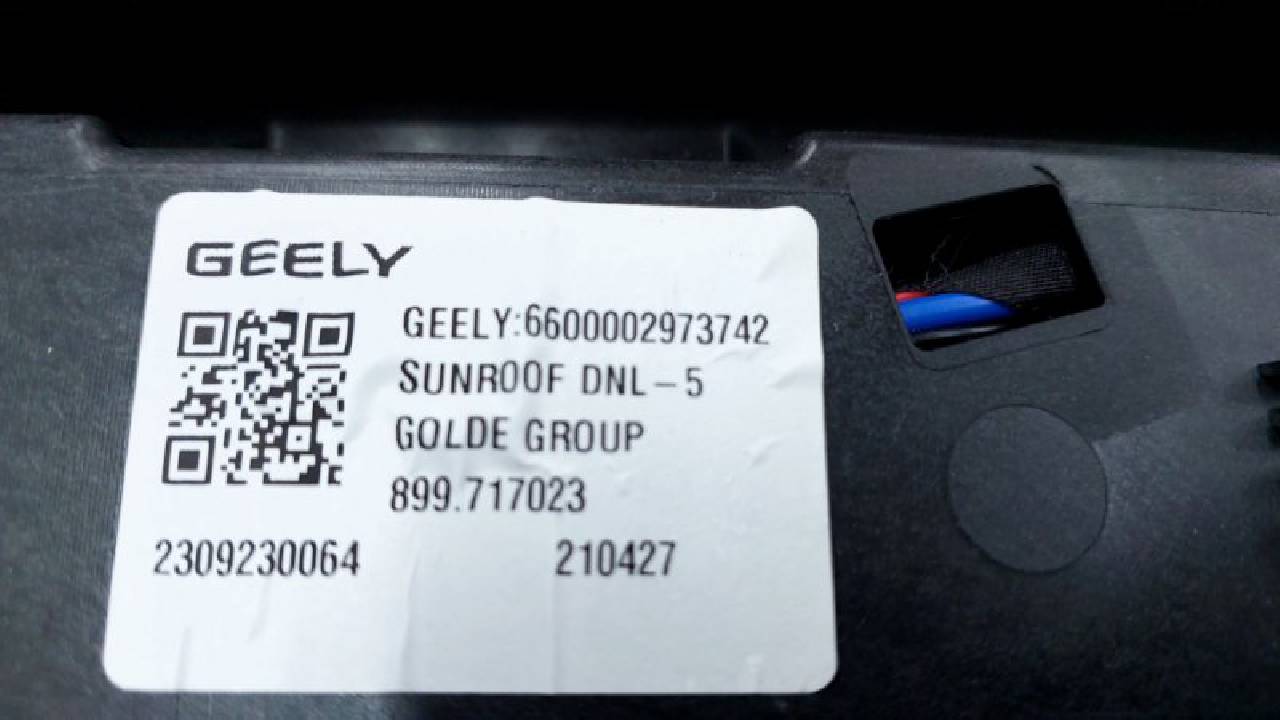 GEELY
GEELY:6600002973742
SUNROOF DNL-5
GOLDE GROUP
899.717023
2309230064 210427